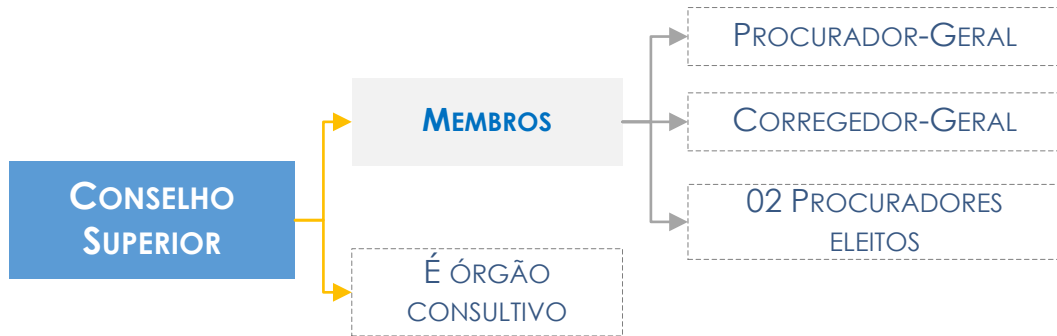 CONSELHO
SUPERIOR
MEMBROS
PROCURADOR-GERAL
CORREGEDOR-GERAL
02 PROCURADORES
ELEITOS
É ÓRGÃO
CONSULTIVO